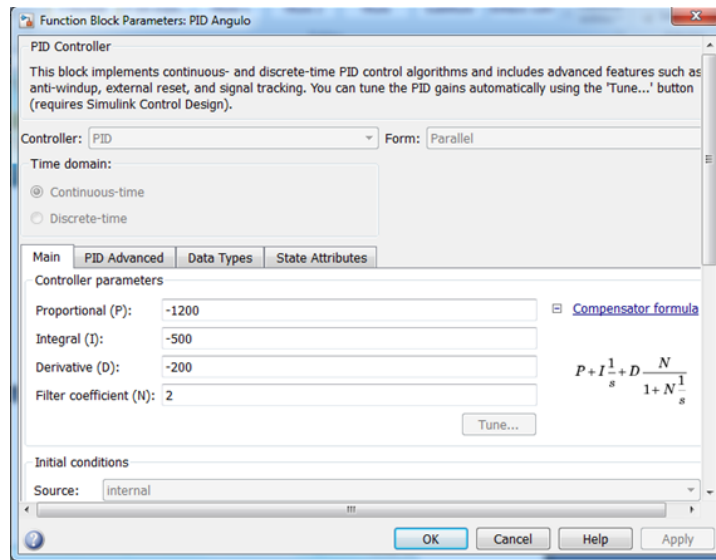 Function Block Parameters: PID Angulo
PID Controller
This block implements continuous- and discrete-time PID control algorithms and includes advanced features such as
anti-windup, external reset, and signal tracking. You can tune the PID gains automatically using the 'Tune...' button
(requires Simulink Control Design).
Controller: PID Form: Parallel
Time domain:
Continuous-time
Discrete-time
Main PID Advanced Data Types State Attributes
Controller parameters
Proportional (P): -1200 Compensator formula
Integral (I): -500
Derivative (D): -200
P+I 1/s +D N/(1+N 1/s)
Filter coefficient (N): 2
Tune...
Initial conditions
Source: internal
OK Cancel Help Apply